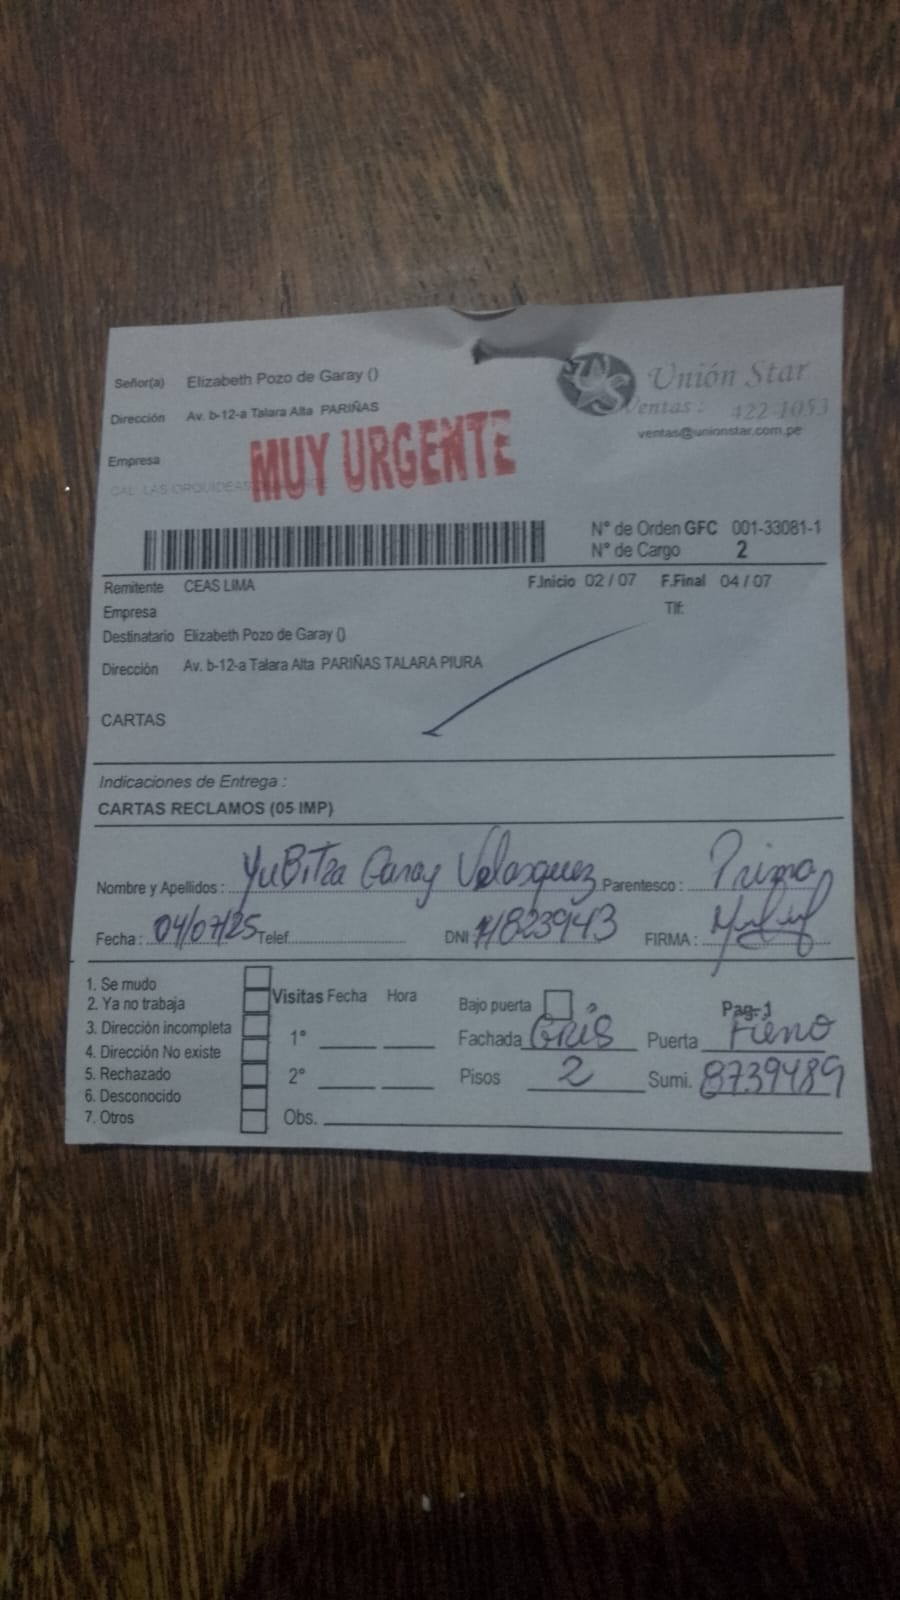 Señor(a) Elizabeth Pozo de Garay ()
Dirección Av. b-12-a Talara Alta PARIÑAS
Empresa
CAL. LAS ORQUIDEAS
MUY URGENTE
Unión Star
Ventas : 422-1053
ventas@unionstar.com.pe
N° de Orden GFC 001-33081-1
N° de Cargo 2
Remitente CEAS LIMA F.Inicio 02 / 07 F.Final 04 / 07
Empresa Tlf:
Destinatario Elizabeth Pozo de Garay ()
Dirección Av. b-12-a Talara Alta PARIÑAS TALARA PIURA
CARTAS
Indicaciones de Entrega :
CARTAS RECLAMOS (05 IMP)
Nombre y Apellidos : YuBitza Garay Velasquez Parentesco : Prima
Fecha : 04/07/25 Telef. DNI FIRMA :
1. Se mudo
2. Ya no trabaja
3. Dirección incompleta
4. Dirección No existe
5. Rechazado
6. Desconocido
7. Otros
Visitas Fecha Hora
1°
2°
Obs.
Bajo puerta Pag-1
Fachada Gris Puerta Fieno
Pisos 2 Sumi. 8739489